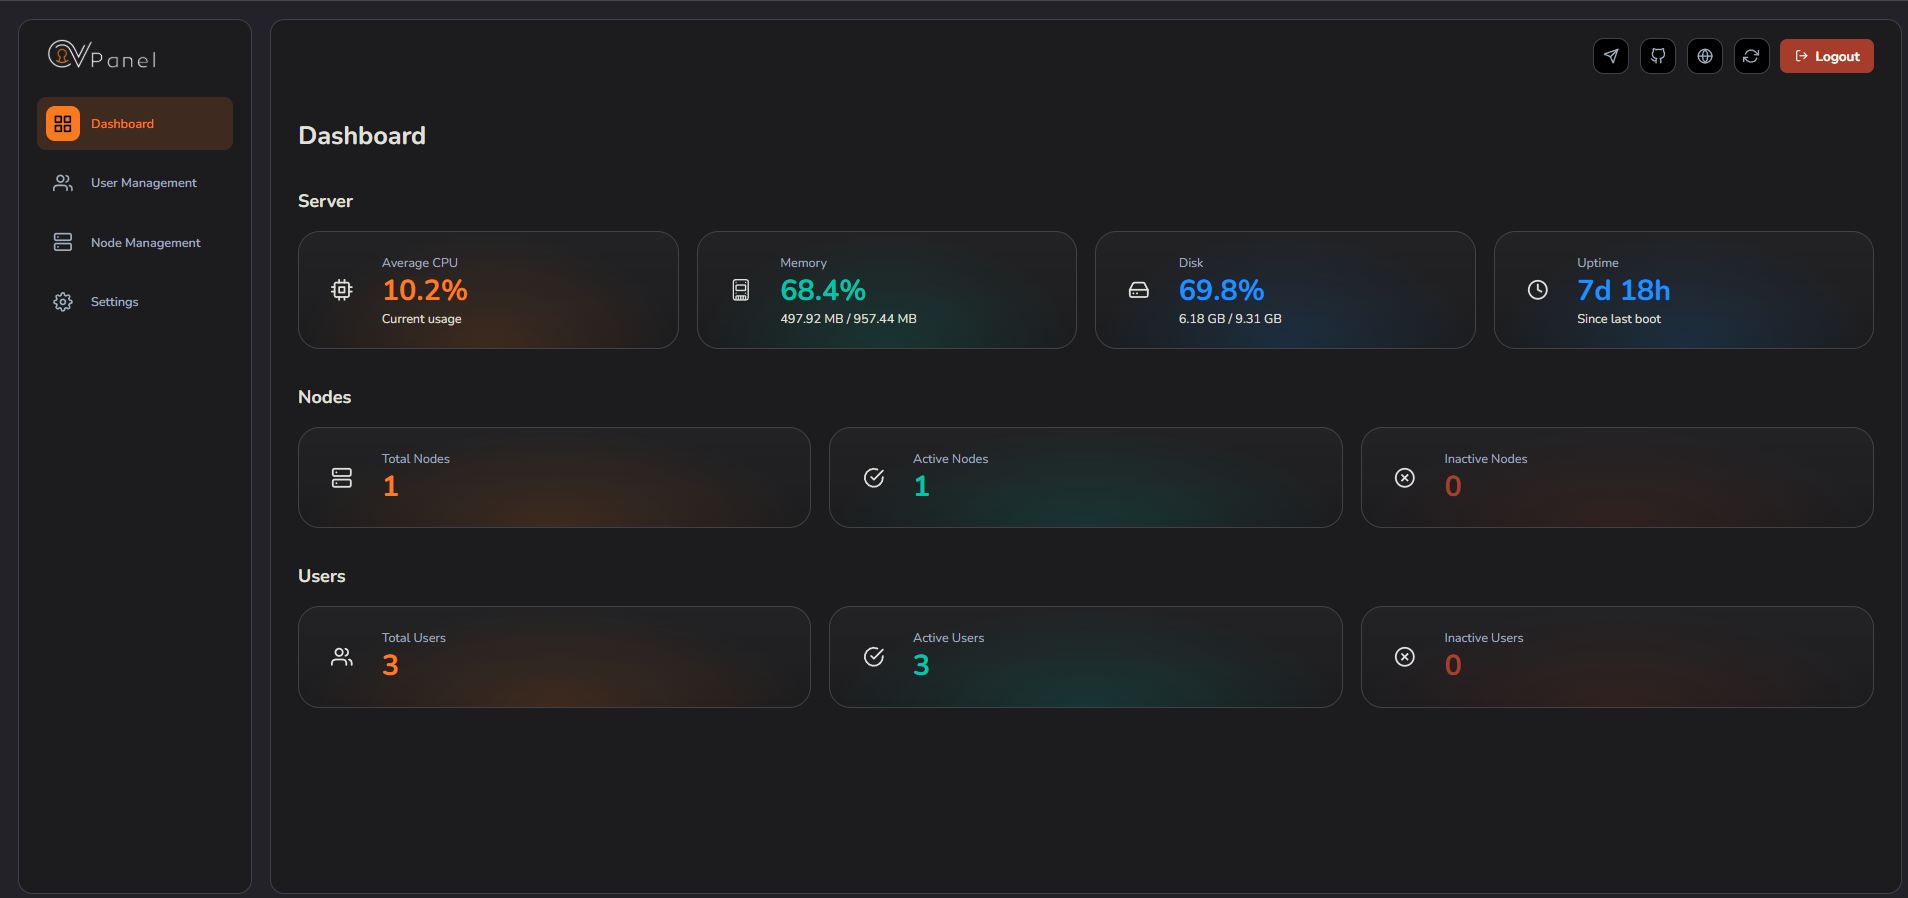 OVPanel
Logout
Dashboard
User Management
Node Management
Settings
Dashboard
Server
Average CPU
10.2%
Current usage
Memory
68.4%
497.92 MB / 957.44 MB
Disk
69.8%
6.18 GB / 9.31 GB
Uptime
7d 18h
Since last boot
Nodes
Total Nodes
1
Active Nodes
1
Inactive Nodes
0
Users
Total Users
3
Active Users
3
Inactive Users
0